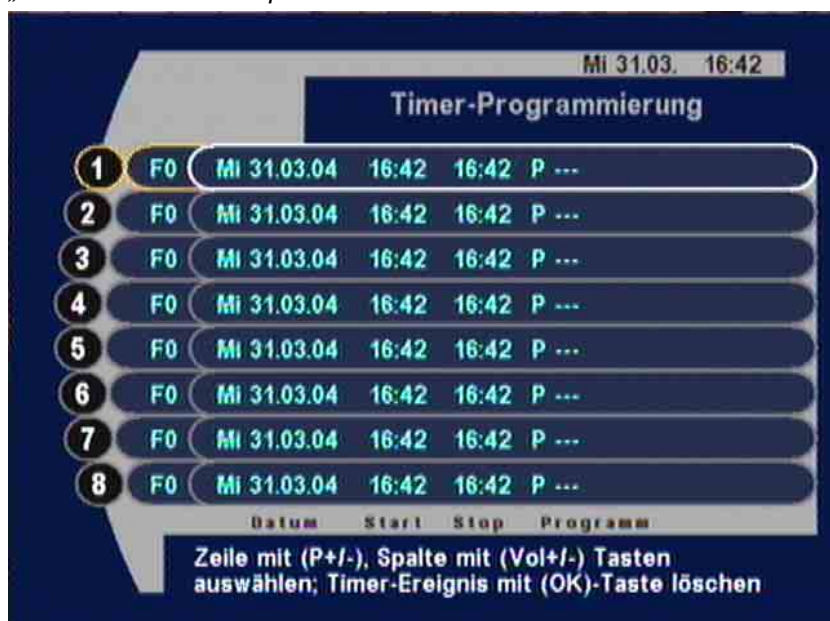 Mi 31.03. 16:42
Timer-Programmierung
1 F0 Mi 31.03.04 16:42 16:42 P ---
2 F0 Mi 31.03.04 16:42 16:42 P ---
3 F0 Mi 31.03.04 16:42 16:42 P ---
4 F0 Mi 31.03.04 16:42 16:42 P ---
5 F0 Mi 31.03.04 16:42 16:42 P ---
6 F0 Mi 31.03.04 16:42 16:42 P ---
7 F0 Mi 31.03.04 16:42 16:42 P ---
8 F0 Mi 31.03.04 16:42 16:42 P ---
Datum Start Stop Programm
Zeile mit (P+/-), Spalte mit (Vol+/-) Tasten
auswählen; Timer-Ereignis mit (OK)-Taste löschen